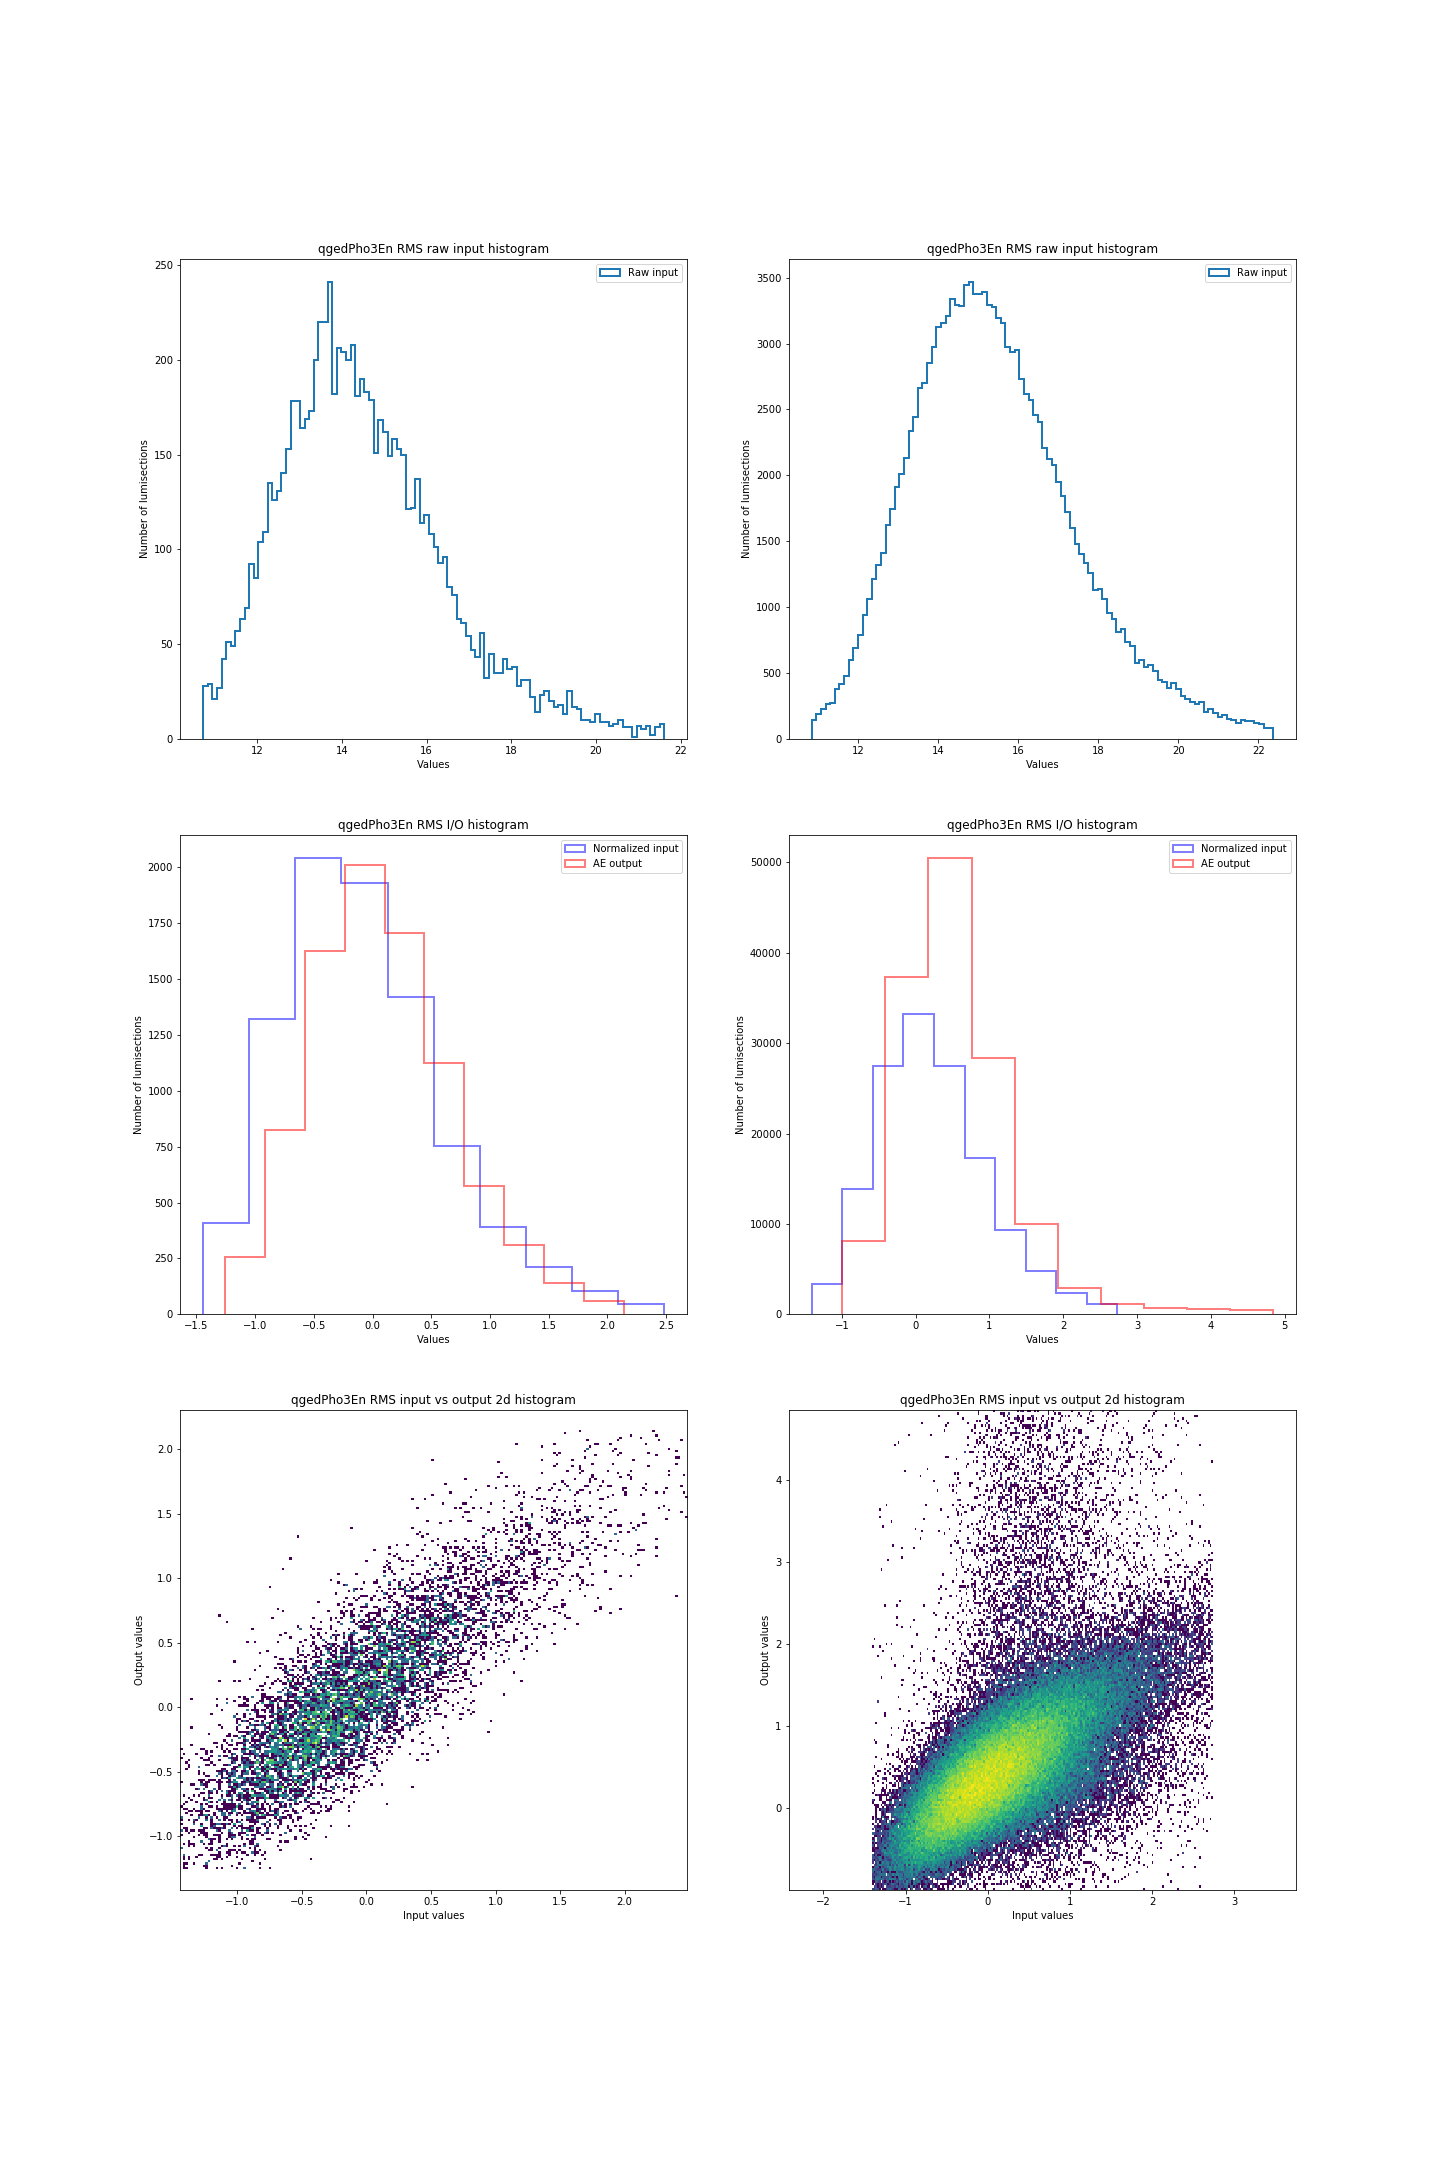 qgedPho3En RMS raw input histogram
Raw input
250
200
150
100
50
0
Number of lumisections
12 14 16 18 20 22
Values
qgedPho3En RMS raw input histogram
Raw input
3500
3000
2500
2000
1500
1000
500
0
Number of lumisections
12 14 16 18 20 22
Values
qgedPho3En RMS I/O histogram
Normalized input
AE output
2000
1750
1500
1250
1000
750
500
250
0
Number of lumisections
−1.5 −1.0 −0.5 0.0 0.5 1.0 1.5 2.0 2.5
Values
qgedPho3En RMS I/O histogram
Normalized input
AE output
50000
40000
30000
20000
10000
0
Number of lumisections
−1 0 1 2 3 4 5
Values
qgedPho3En RMS input vs output 2d histogram
2.0
1.5
1.0
0.5
0.0
−0.5
−1.0
Output values
−1.0 −0.5 0.0 0.5 1.0 1.5 2.0
Input values
qgedPho3En RMS input vs output 2d histogram
4
3
2
1
0
Output values
−2 −1 0 1 2 3
Input values